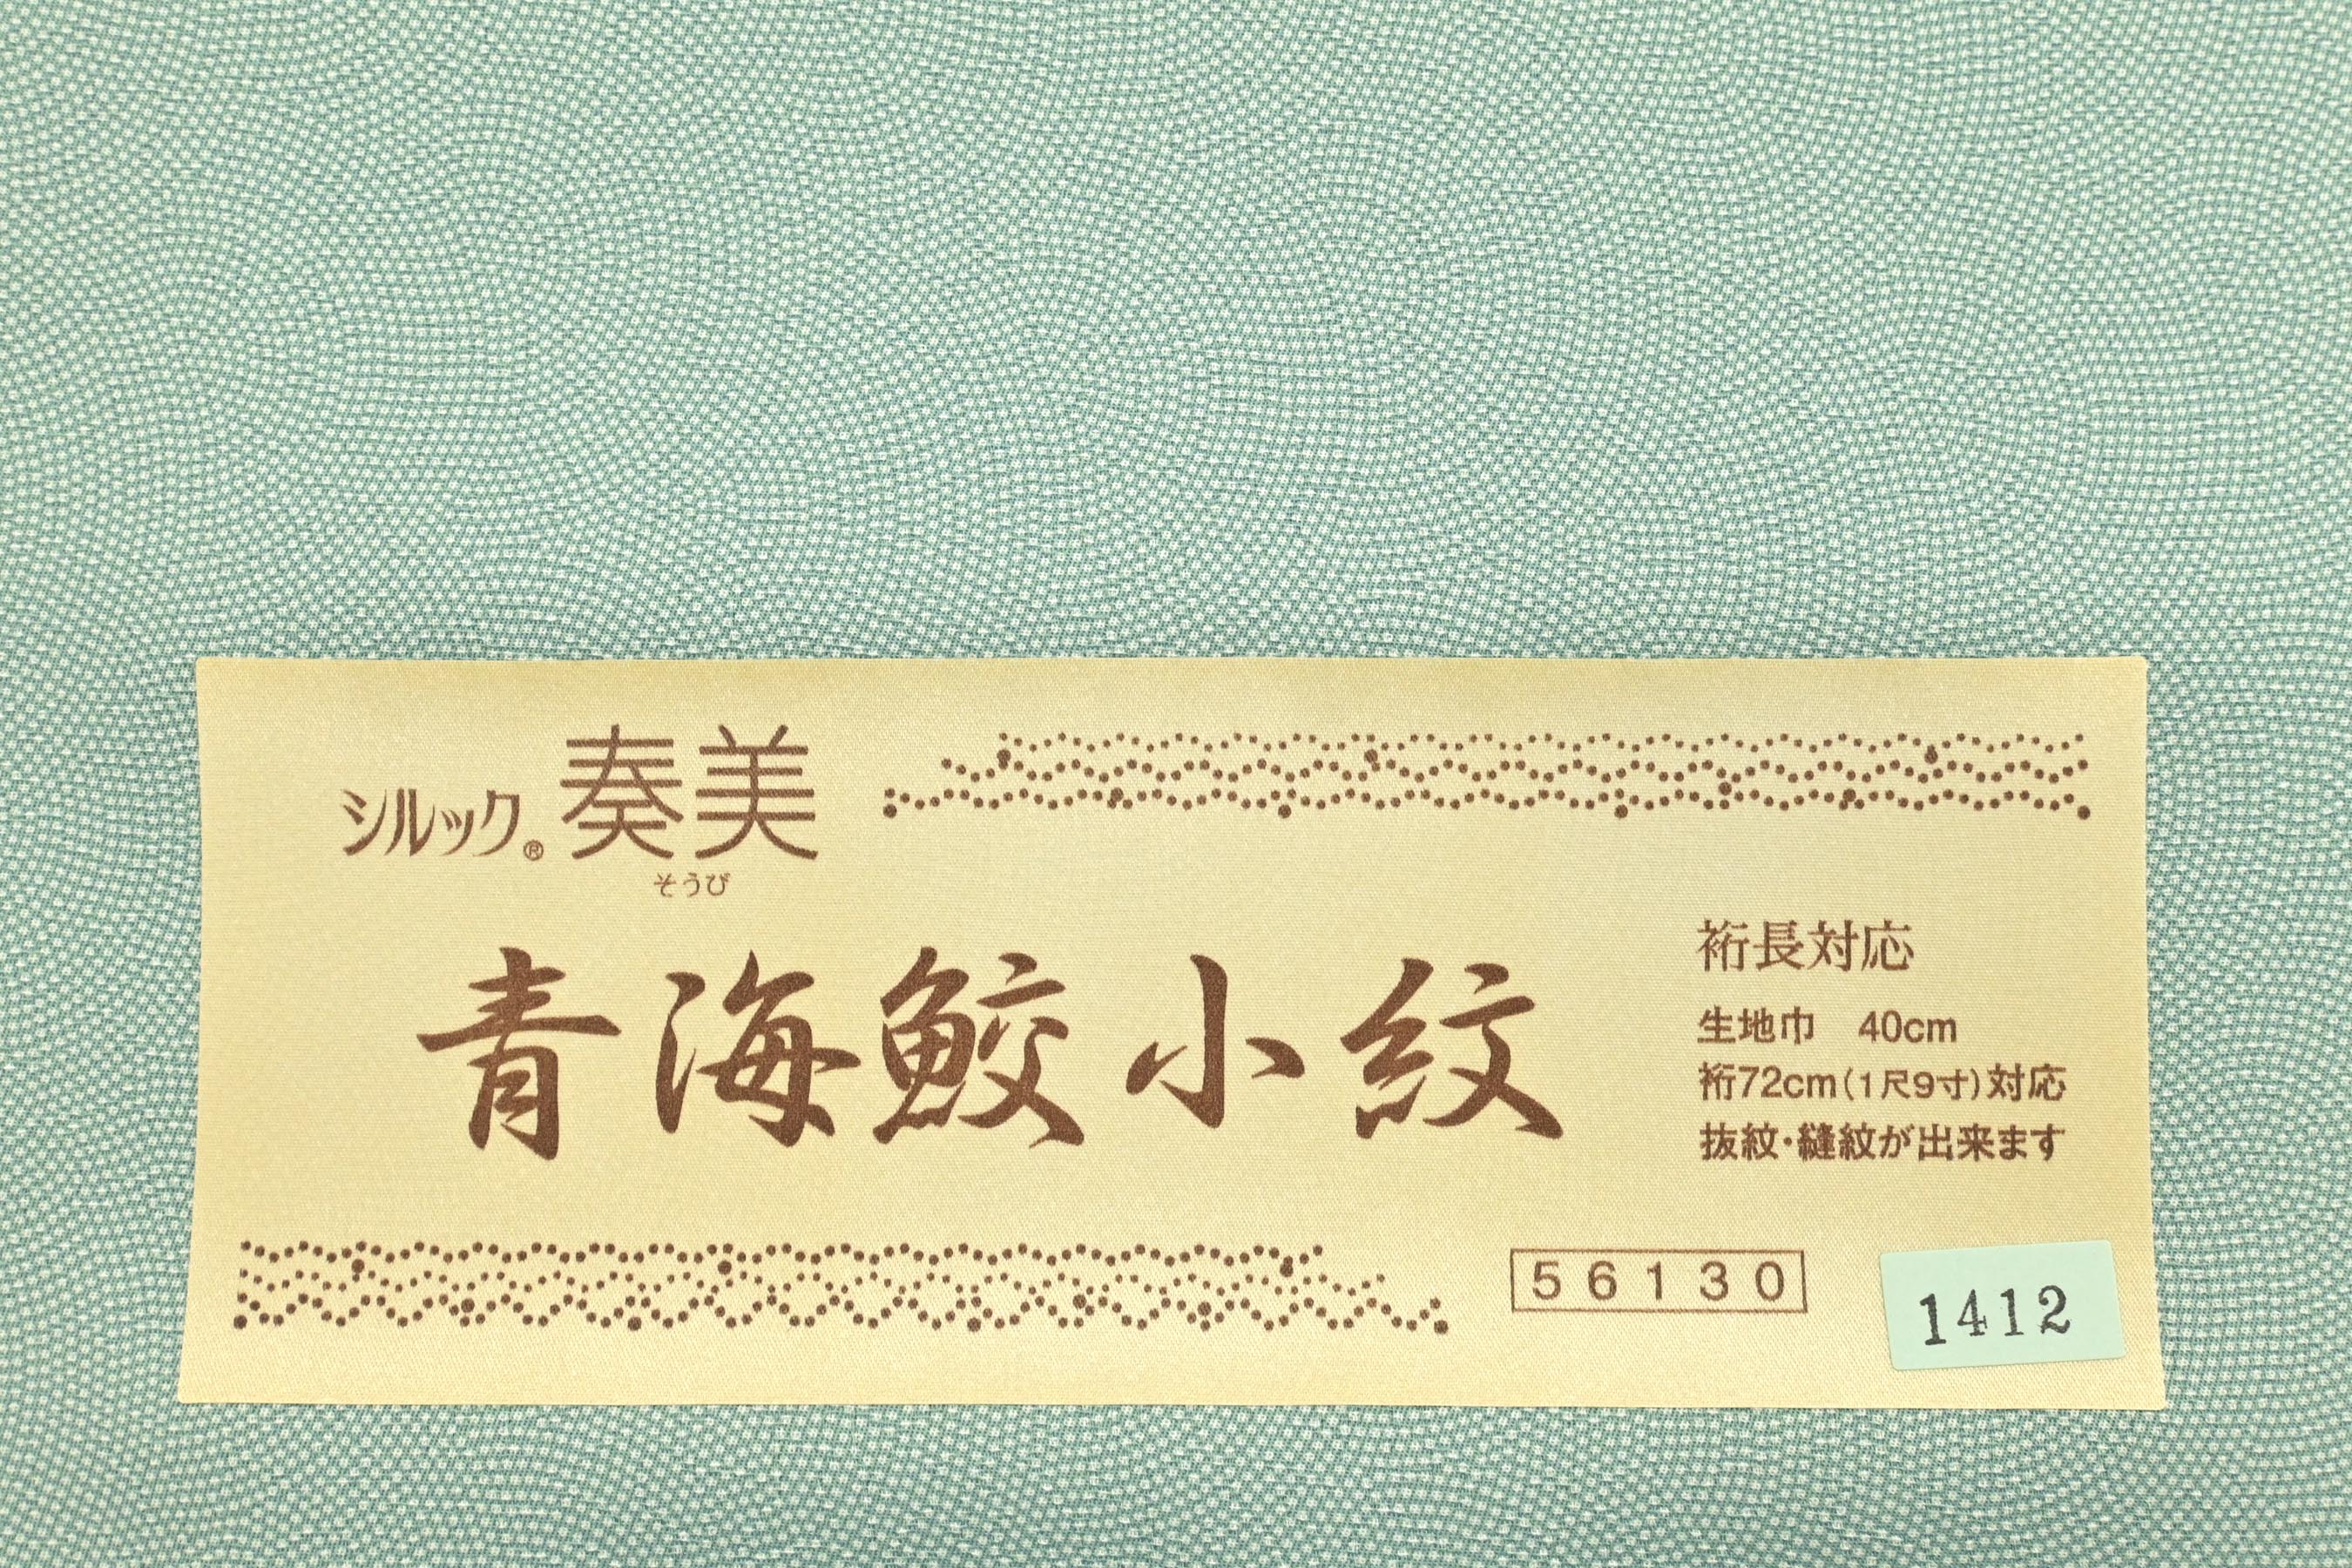 シルック®奏美
そうび
青海鮫小紋
裄長対応
生地巾　40cm
裄72cm(1尺9寸)対応
抜紋・縫紋が出来ます
56130
1412